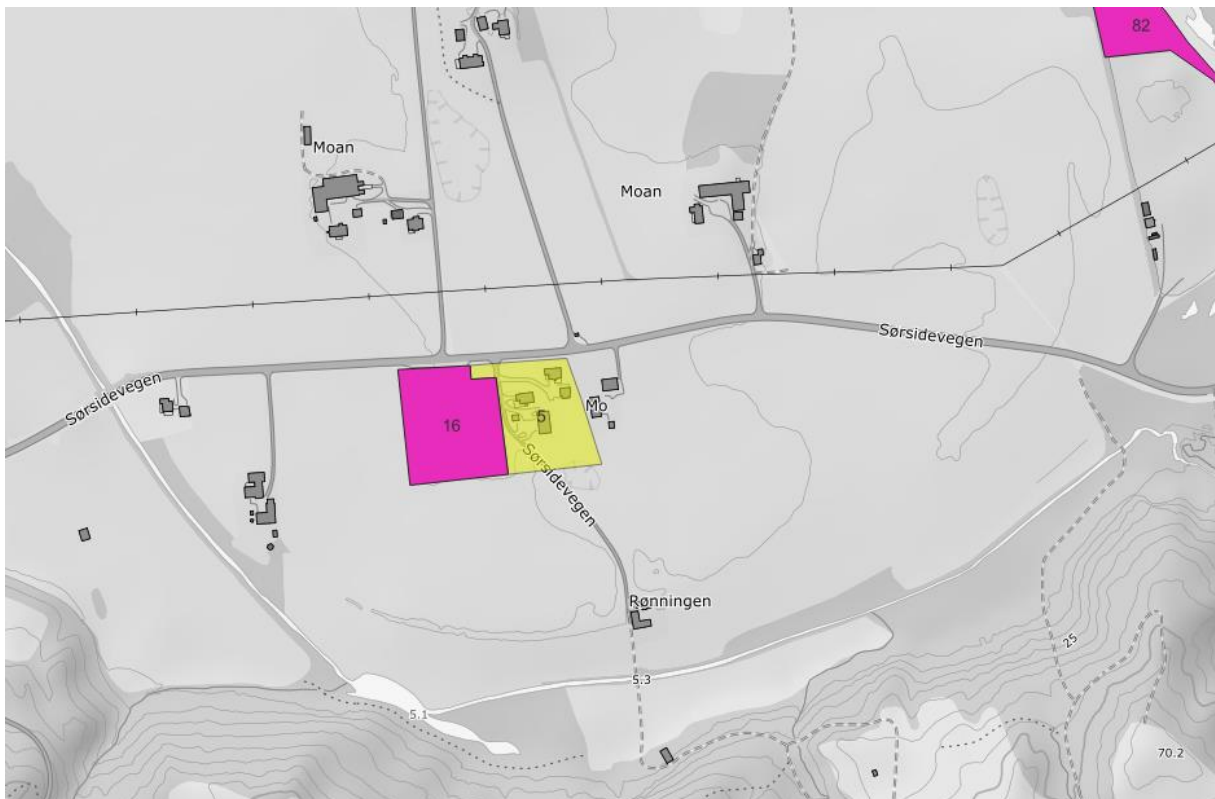 82
Moan
Moan
Sørsidevegen
Sørsidevegen
16
5
Mo
Sørsidevegen
Rønningen
25
5.3
5.1
70.2